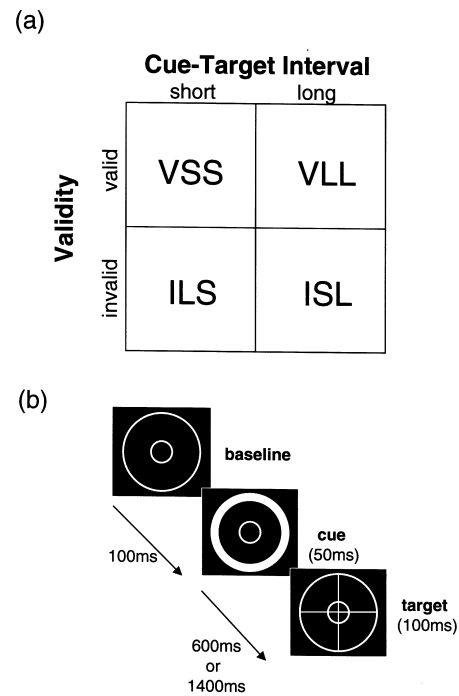 (a)
Cue-Target Interval
short long
Validity
valid
VSS VLL
invalid
ILS ISL
(b)
baseline
cue
(50ms)
100ms
target
(100ms)
600ms
or
1400ms